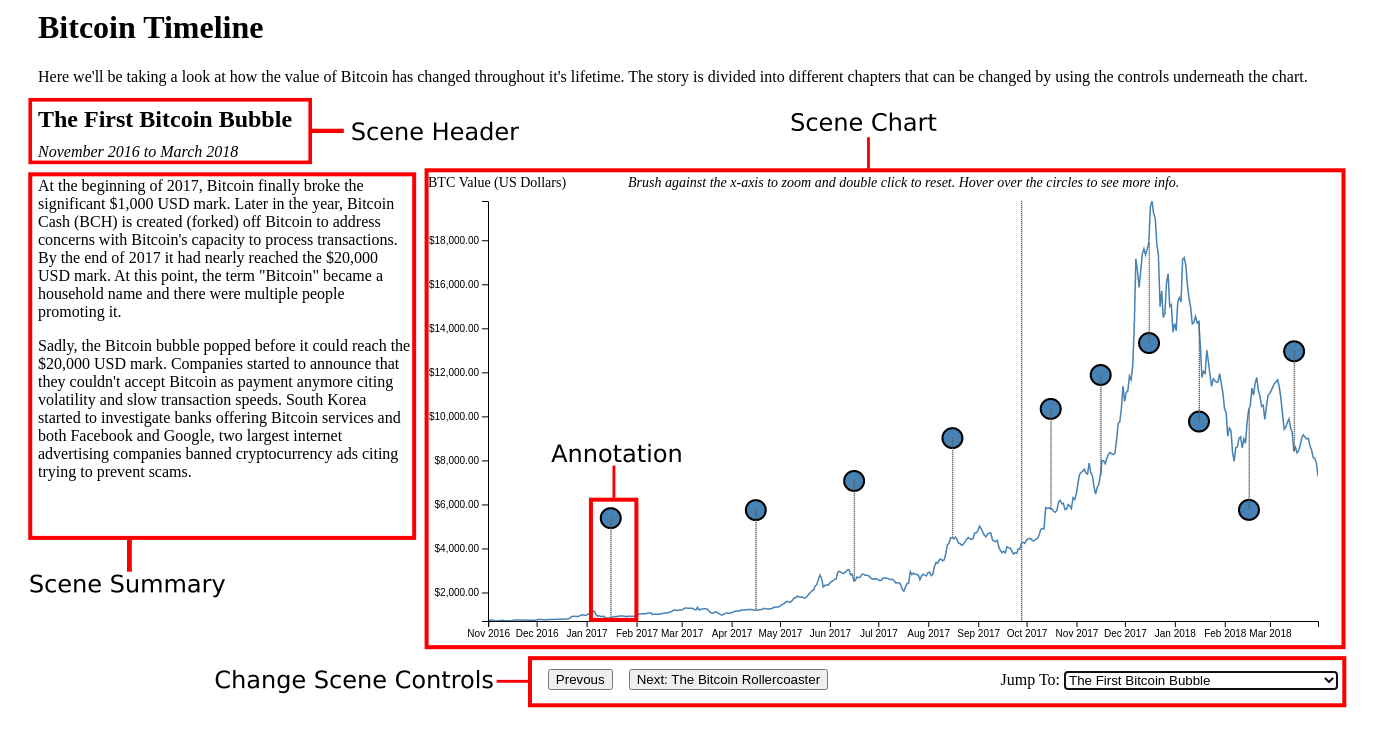 Bitcoin Timeline
Here we'll be taking a look at how the value of Bitcoin has changed throughout it's lifetime. The story is divided into different chapters that can be changed by using the controls underneath the chart.
The First Bitcoin Bubble
November 2016 to March 2018
Scene Header
Scene Chart
At the beginning of 2017, Bitcoin finally broke the
significant $1,000 USD mark. Later in the year, Bitcoin
Cash (BCH) is created (forked) off Bitcoin to address
concerns with Bitcoin's capacity to process transactions.
By the end of 2017 it had nearly reached the $20,000
USD mark. At this point, the term "Bitcoin" became a
household name and there were multiple people
promoting it.
Sadly, the Bitcoin bubble popped before it could reach the
$20,000 USD mark. Companies started to announce that
they couldn't accept Bitcoin as payment anymore citing
volatility and slow transaction speeds. South Korea
started to investigate banks offering Bitcoin services and
both Facebook and Google, two largest internet
advertising companies banned cryptocurrency ads citing
trying to prevent scams.
Scene Summary
BTC Value (US Dollars)
Brush against the x-axis to zoom and double click to reset. Hover over the circles to see more info.
$18,000.00
$16,000.00
$14,000.00
$12,000.00
$10,000.00
$8,000.00
$6,000.00
$4,000.00
$2,000.00
Annotation
Nov 2016 Dec 2016 Jan 2017 Feb 2017 Mar 2017 Apr 2017 May 2017 Jun 2017 Jul 2017 Aug 2017 Sep 2017 Oct 2017 Nov 2017 Dec 2017 Jan 2018 Feb 2018 Mar 2018
Change Scene Controls
Prevous
Next: The Bitcoin Rollercoaster
Jump To: The First Bitcoin Bubble